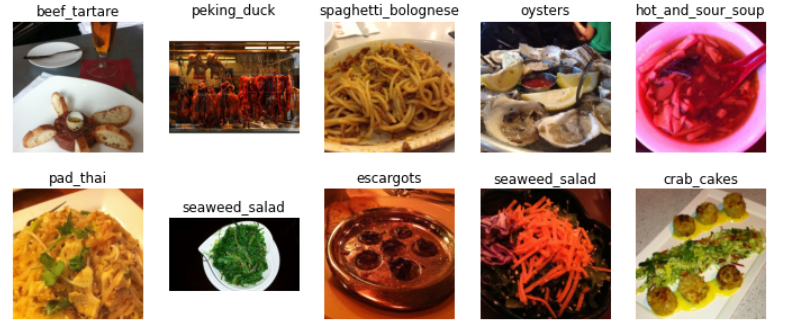 beef_tartare
peking_duck
spaghetti_bolognese
oysters
hot_and_sour_soup
pad_thai
seaweed_salad
escargots
seaweed_salad
crab_cakes